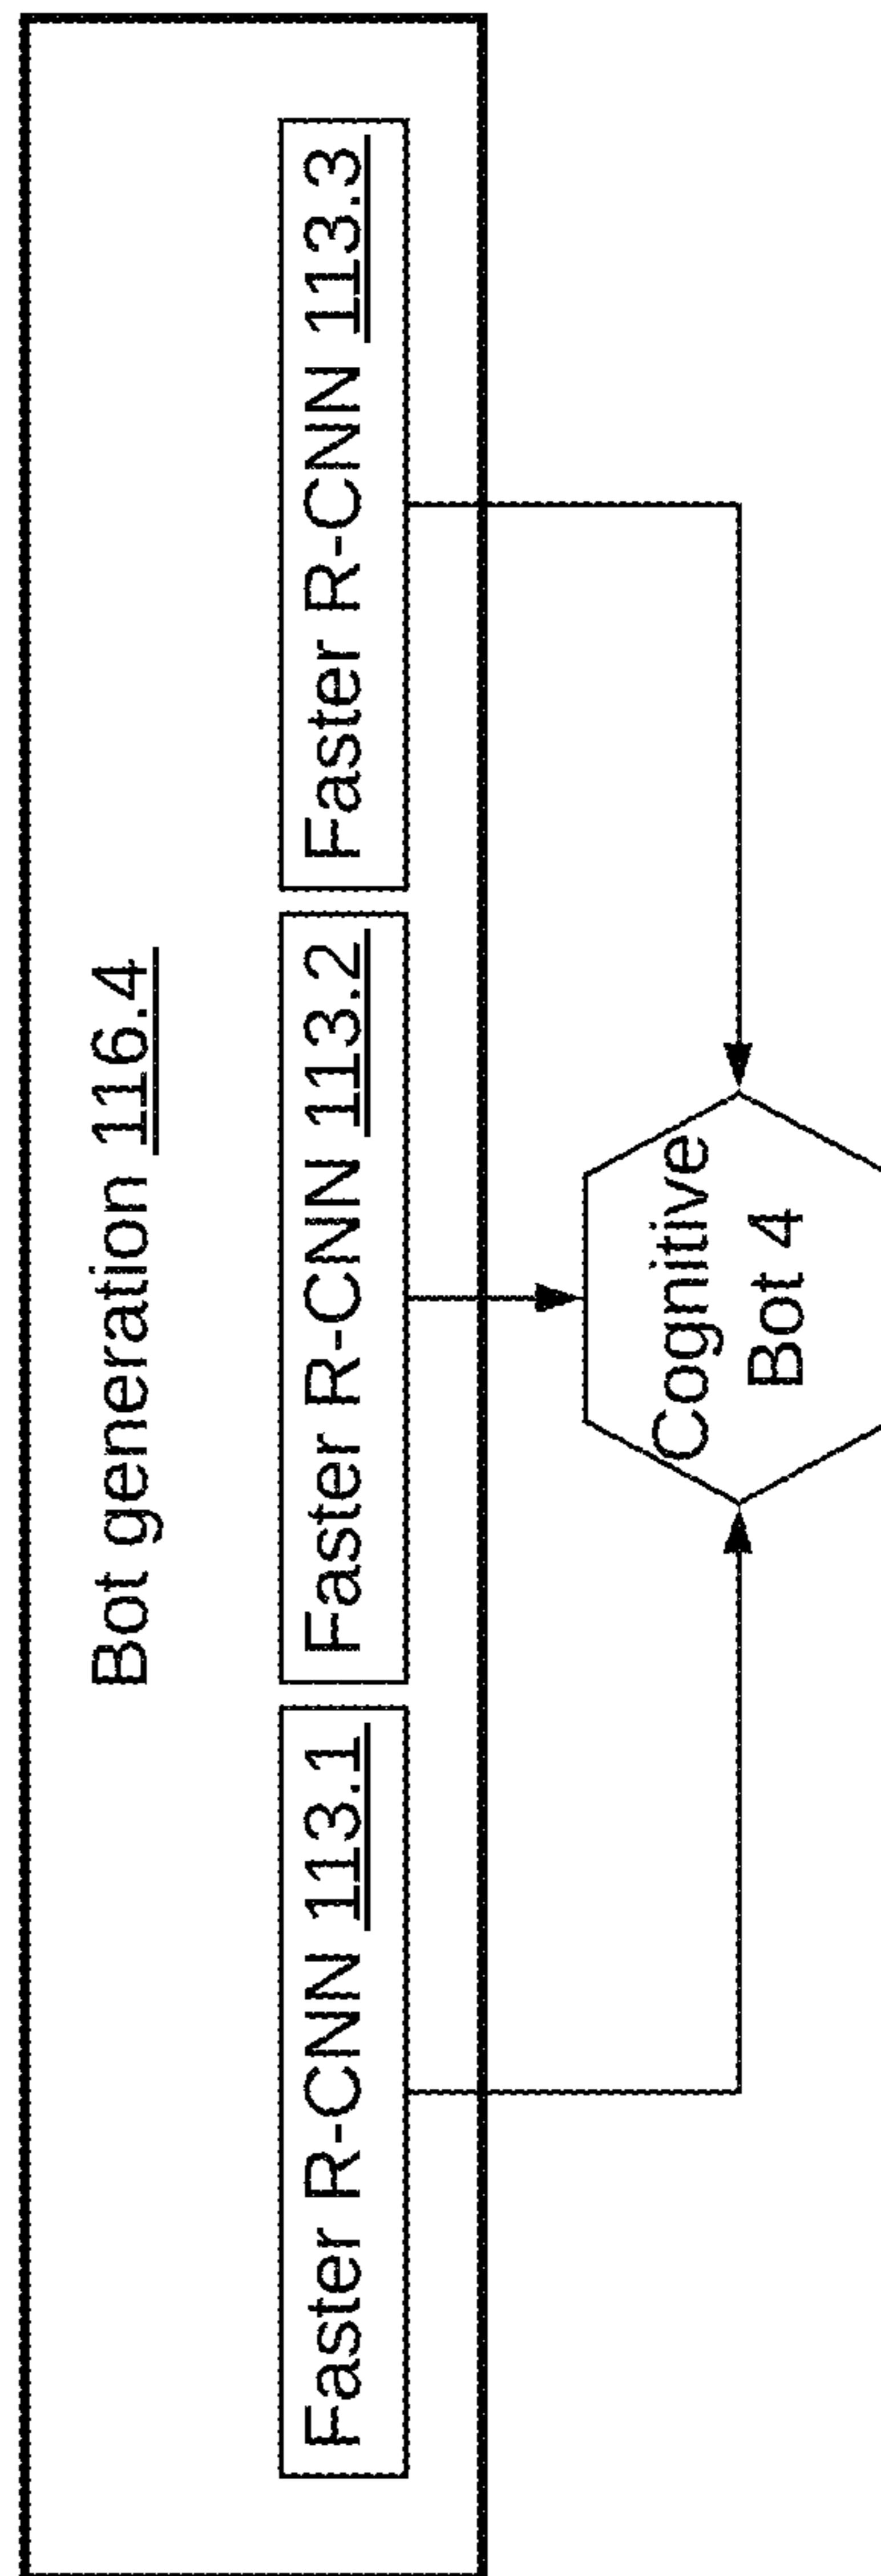 Bot generation 116.4
Faster R-CNN 113.1
Faster R-CNN 113.2
Faster R-CNN 113.3
Cognitive
Bot 4